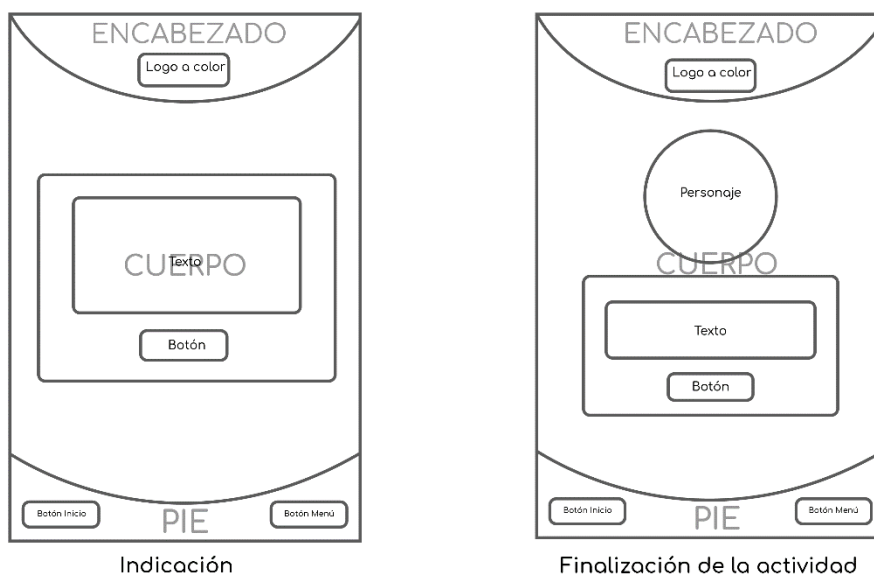 ENCABEZADO
Logo a color
CUERPO
Texto
Botón
Botón Inicio
PIE
Botón Menú
Indicación
ENCABEZADO
Logo a color
Personaje
CUERPO
Texto
Botón
Botón Inicio
PIE
Botón Menú
Finalización de la actividad